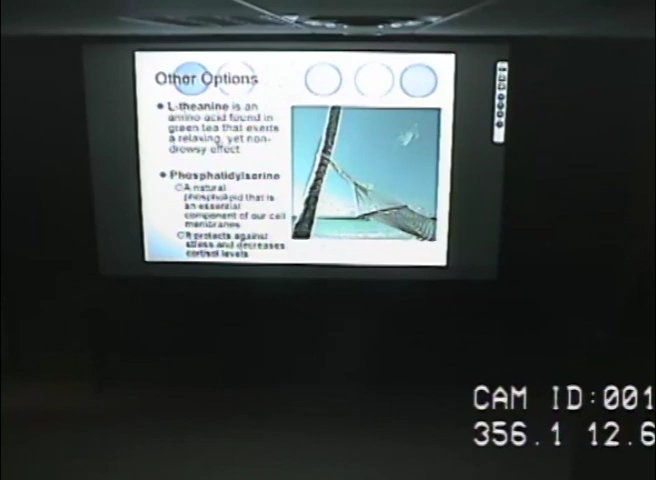 Other Options
• L-theanine is an
amino acid found in
green tea that exerts
a relaxing, yet non-
drowsy effect
• Phosphatidylserine
A natural
phospholipid that is
an essential
component of our cell
membranes
It protects against
stress and decreases
cortisol levels
CAM ID:001
356.1 12.6